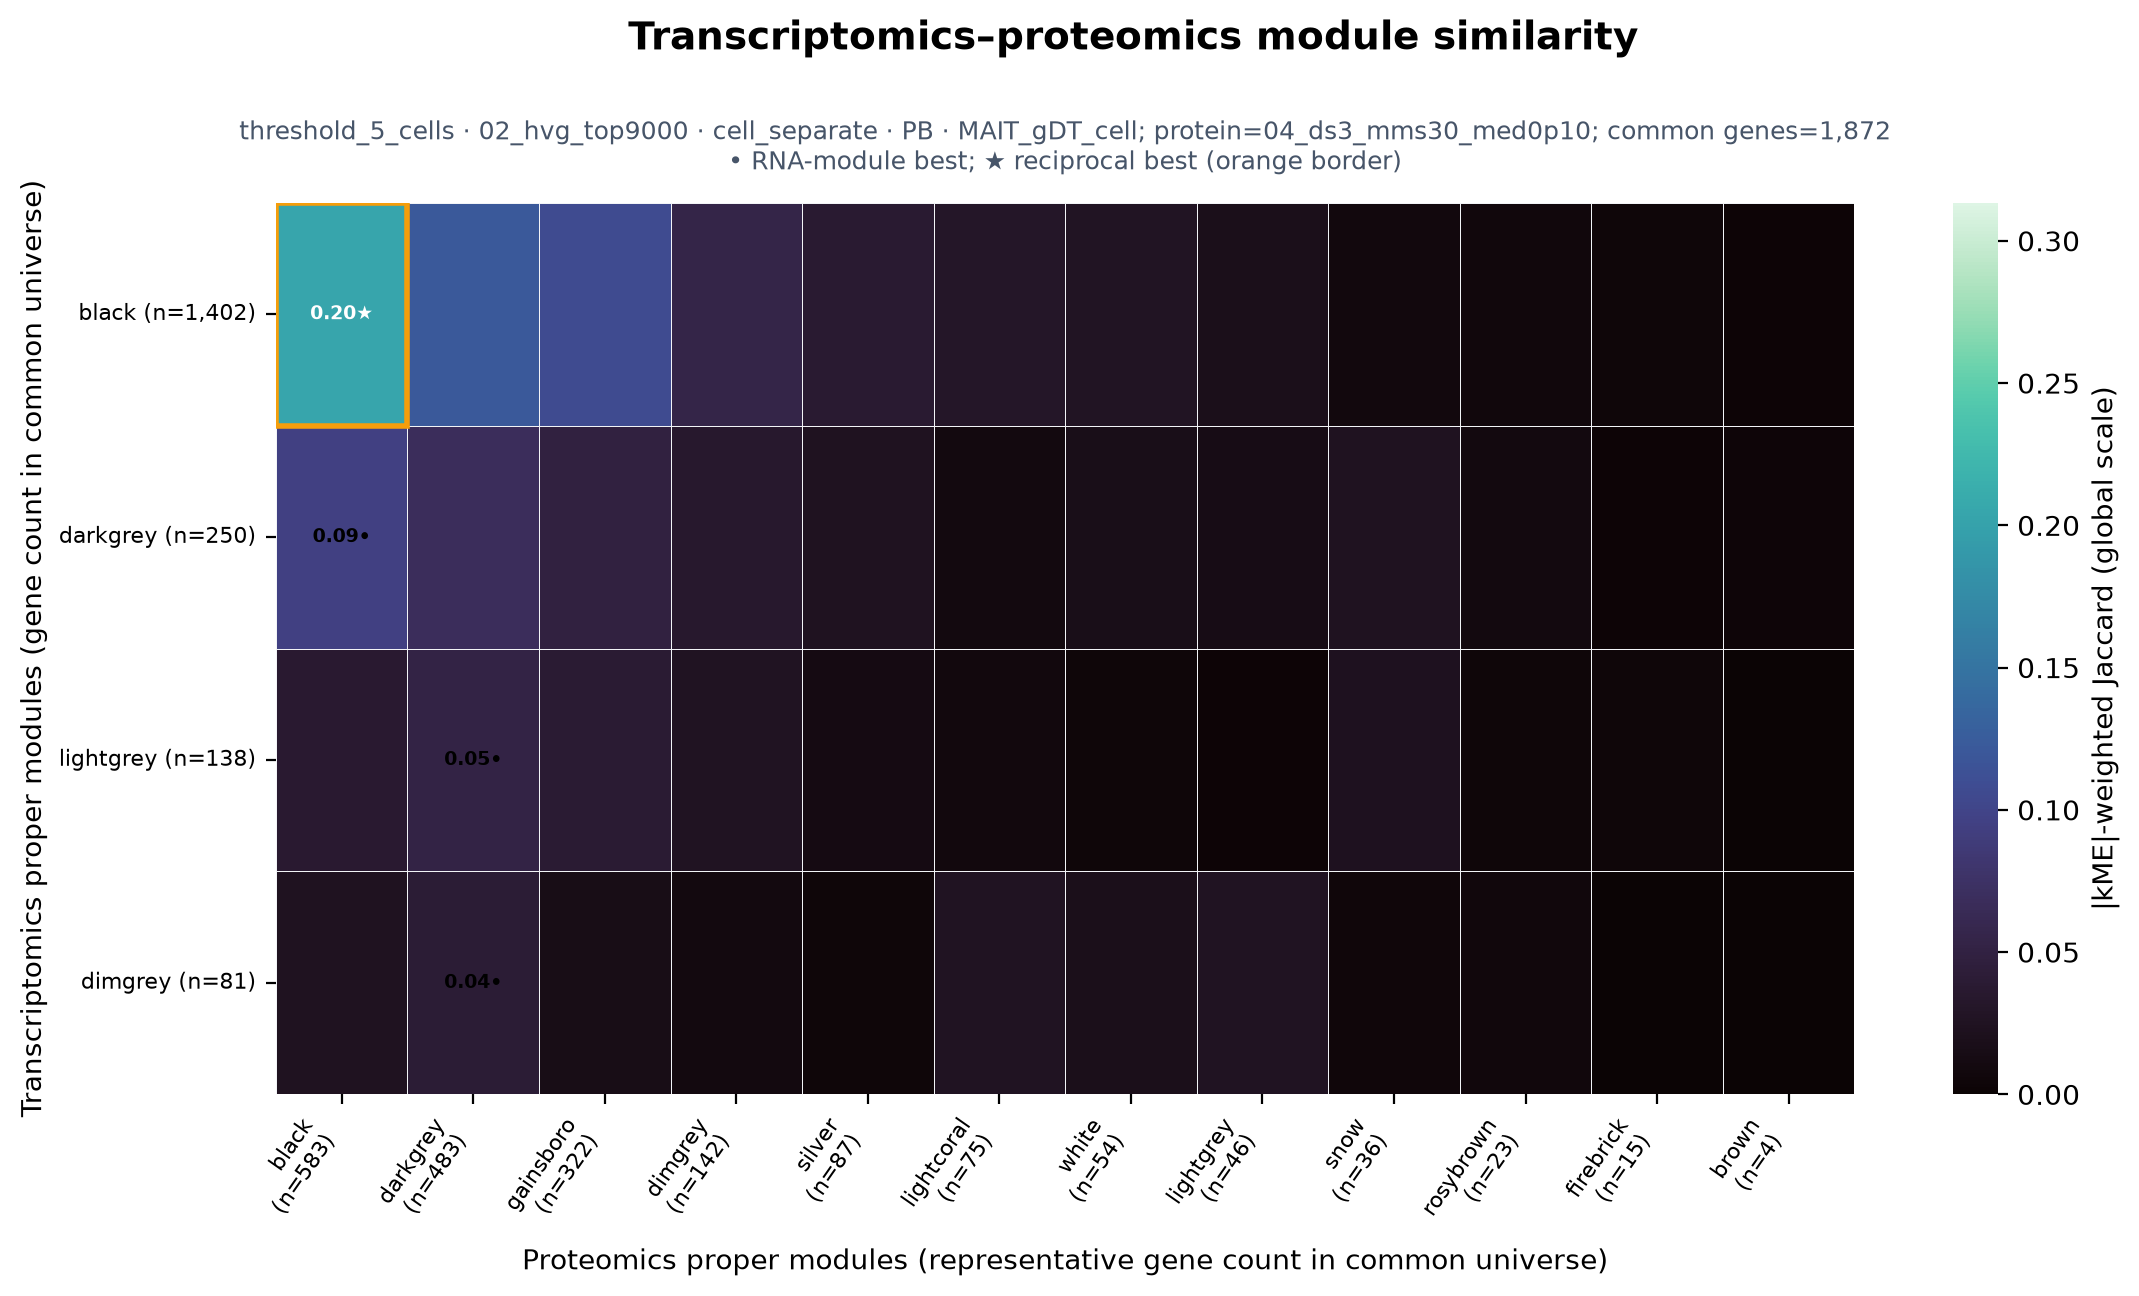 Transcriptomics–proteomics module similarity
threshold_5_cells · 02_hvg_top9000 · cell_separate · PB · MAIT_gDT_cell; protein=04_ds3_mms30_med0p10; common genes=1,872
• RNA-module best; ★ reciprocal best (orange border)
Transcriptomics proper modules (gene count in common universe)
black (n=1,402)
0.20★
darkgrey (n=250)
0.09•
lightgrey (n=138)
0.05•
dimgrey (n=81)
0.04•
black
(n=583)
darkgrey
(n=483)
gainsboro
(n=322)
dimgrey
(n=142)
silver
(n=87)
lightcoral
(n=75)
white
(n=54)
lightgrey
(n=46)
snow
(n=36)
rosybrown
(n=23)
firebrick
(n=15)
brown
(n=4)
Proteomics proper modules (representative gene count in common universe)
0.30
0.25
0.20
0.15
0.10
0.05
0.00
|kME|-weighted Jaccard (global scale)